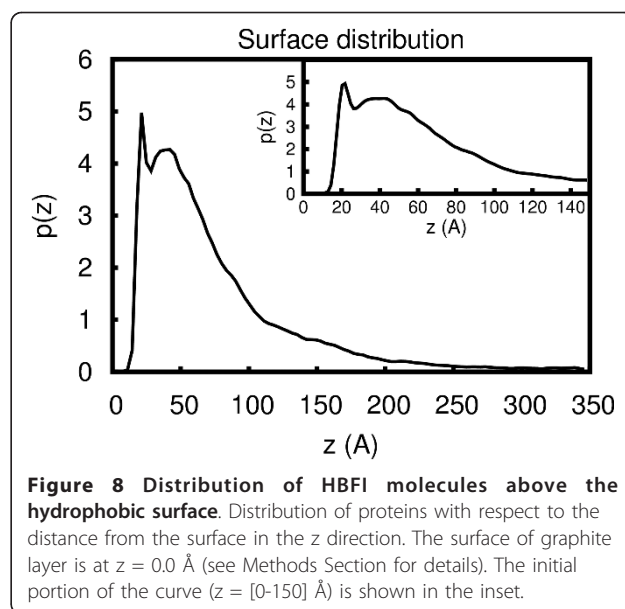 Surface distribution
p(z)
6
5
4
3
2
1
0
0 50 100 150 200 250 300 350
z (A)
p(z)
5
4
3
2
1
0
0 20 40 60 80 100 120 140
z (A)
Figure 8 Distribution of HBFI molecules above the
hydrophobic surface. Distribution of proteins with respect to the
distance from the surface in the z direction. The surface of graphite
layer is at z = 0.0 Å (see Methods Section for details). The initial
portion of the curve (z = [0-150] Å) is shown in the inset.